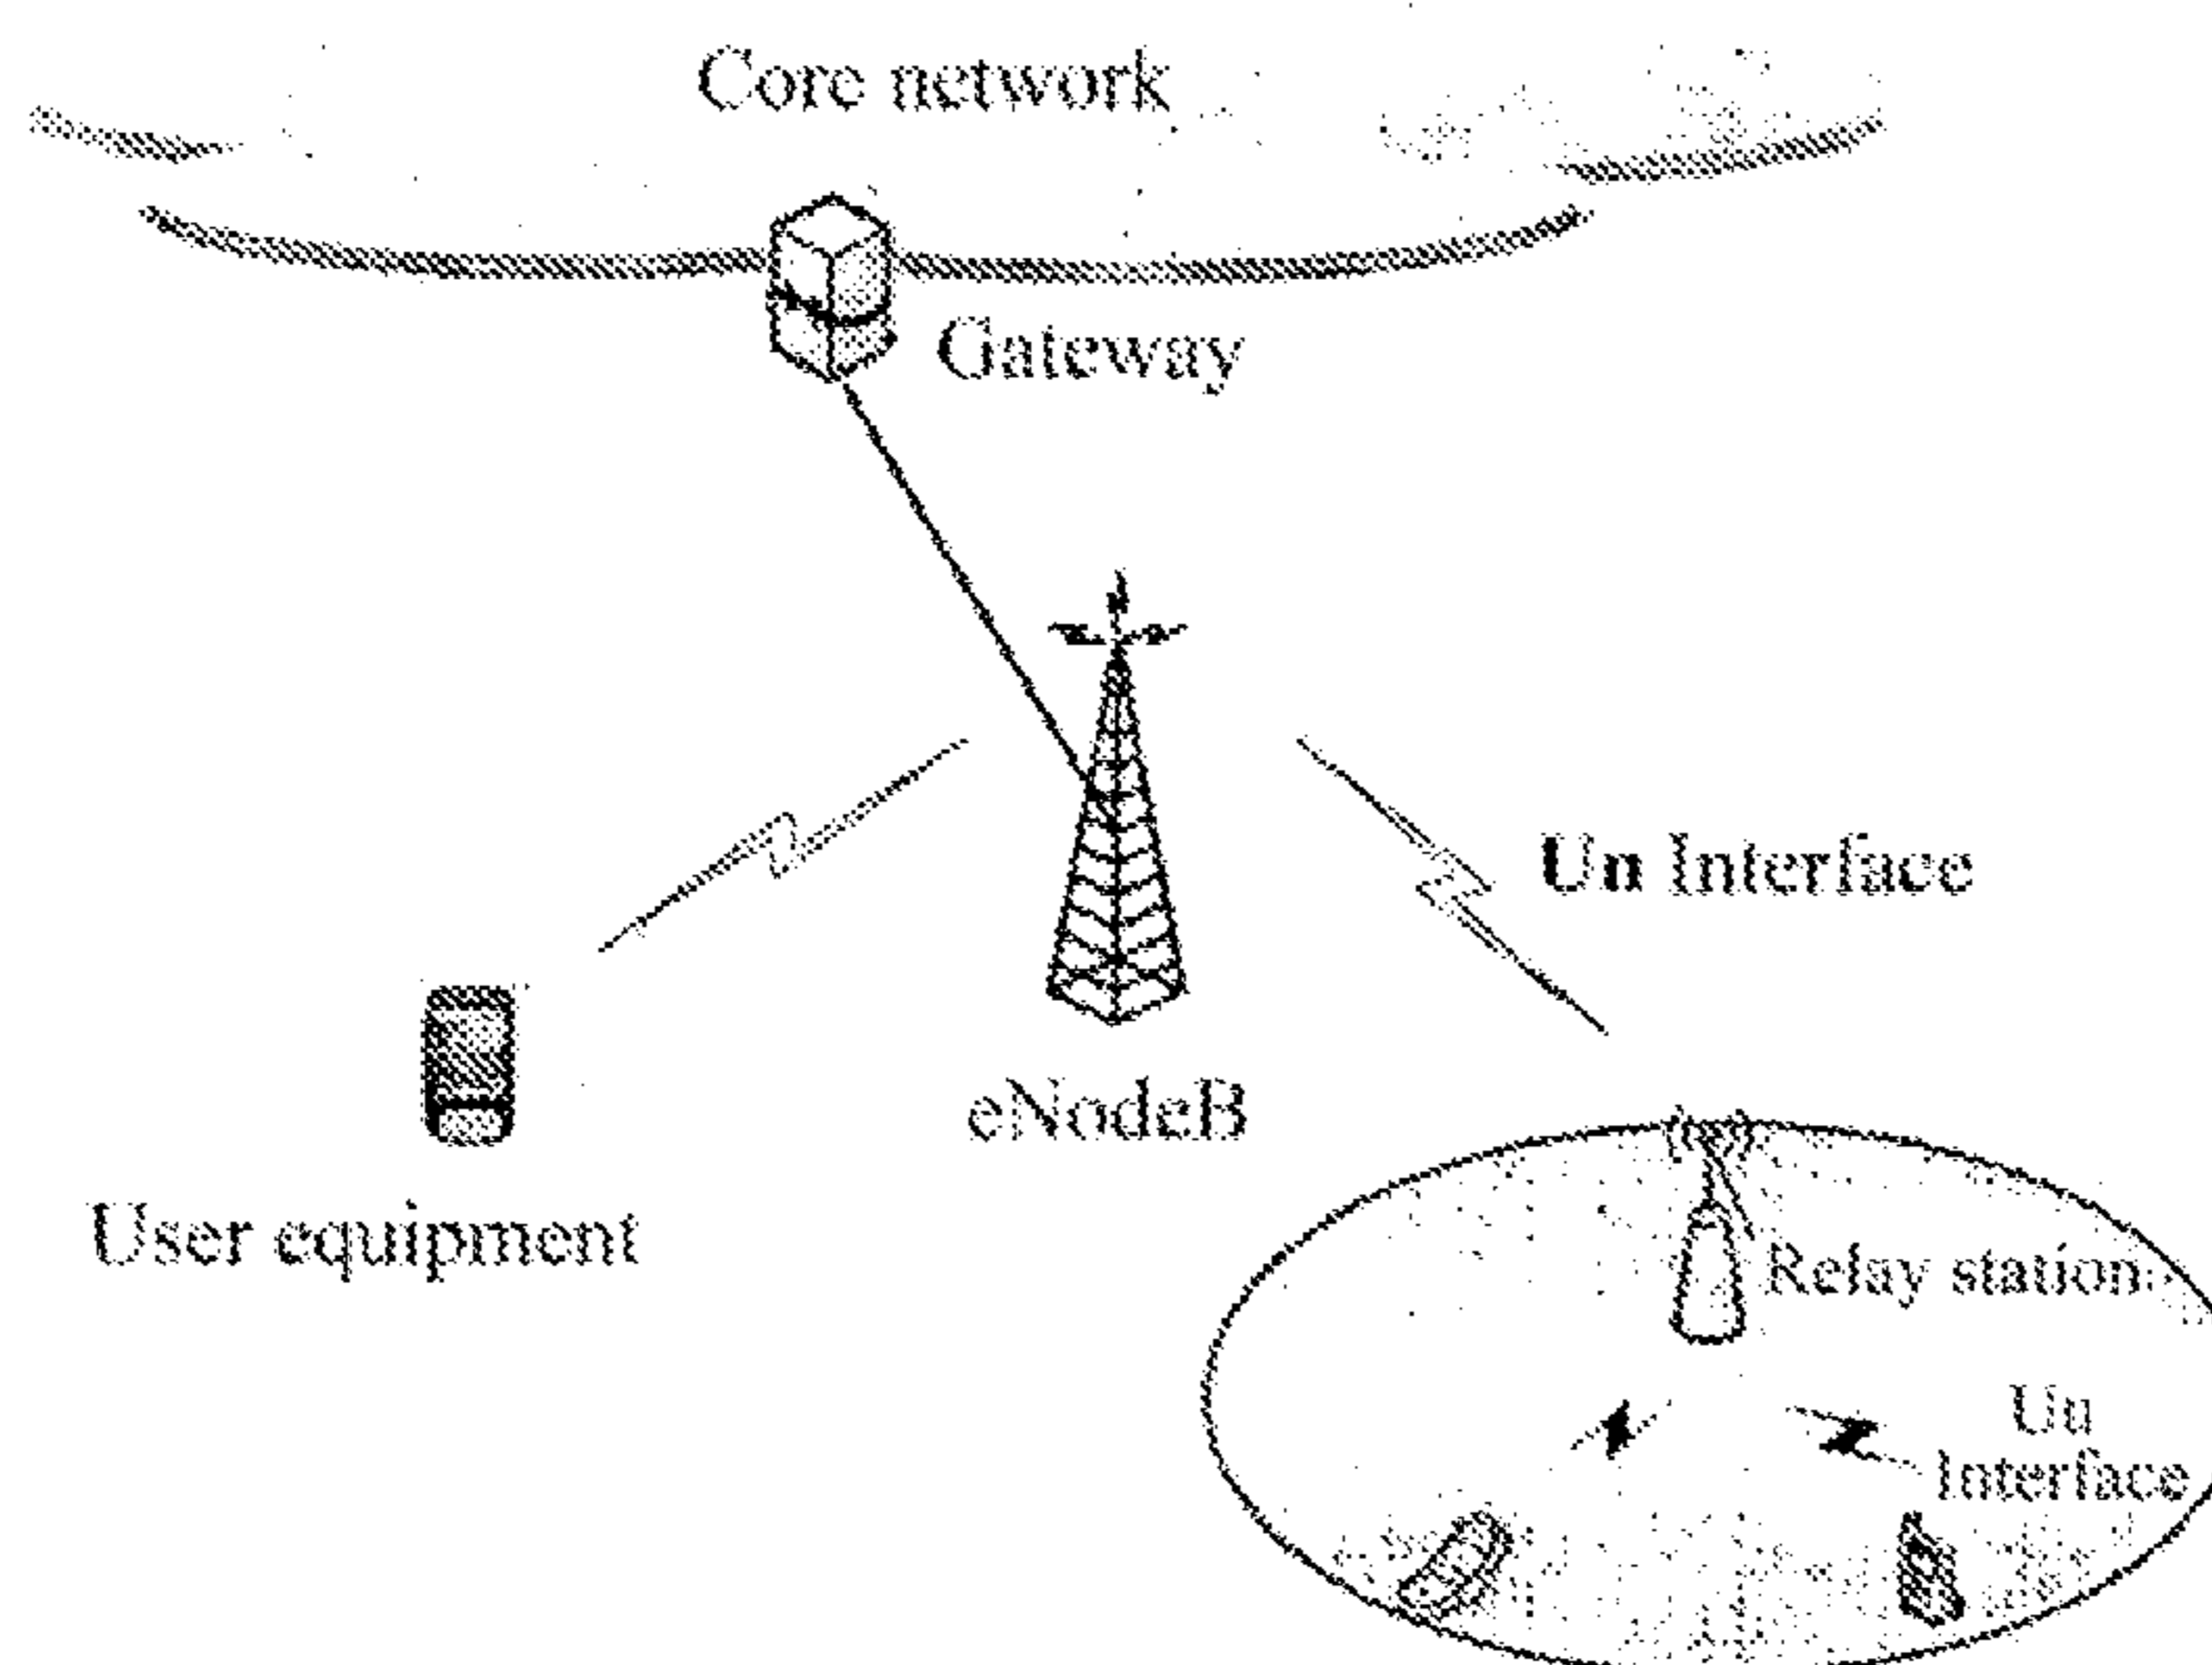 Core network
Gateway
Un Interface
eNodeB
User equipment
Relay station
Uu
Interface